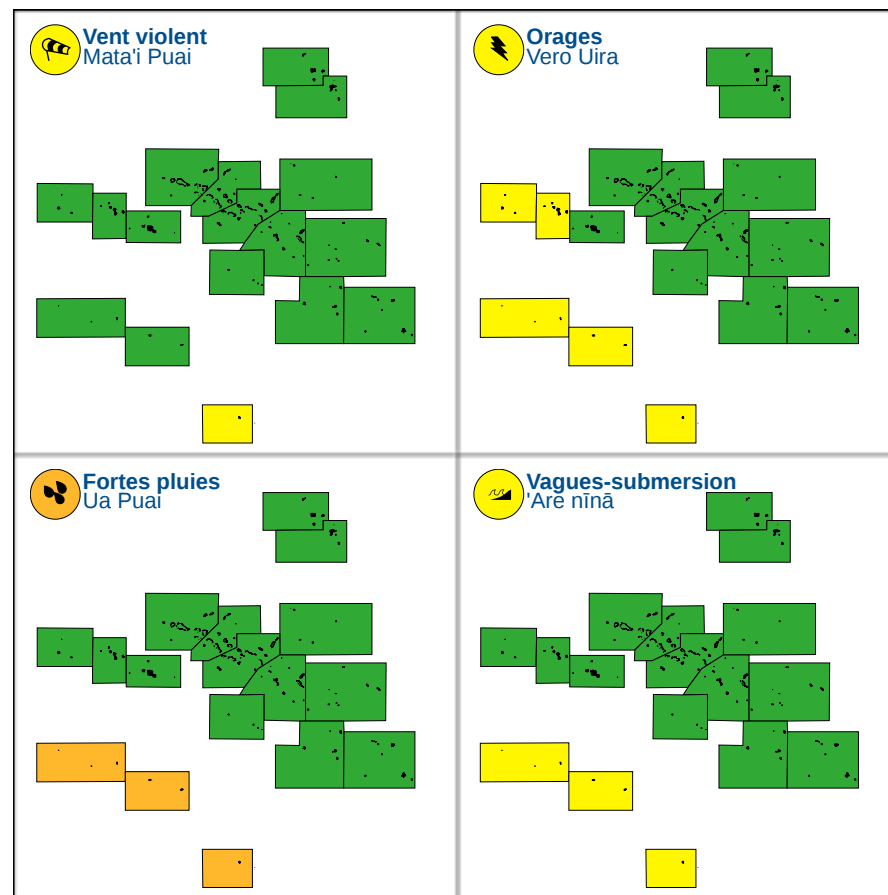 Vent violent
Mata'i Puai
Orages
Vero Uira
Fortes pluies
Ua Puai
Vagues-submersion
'Are nīnā